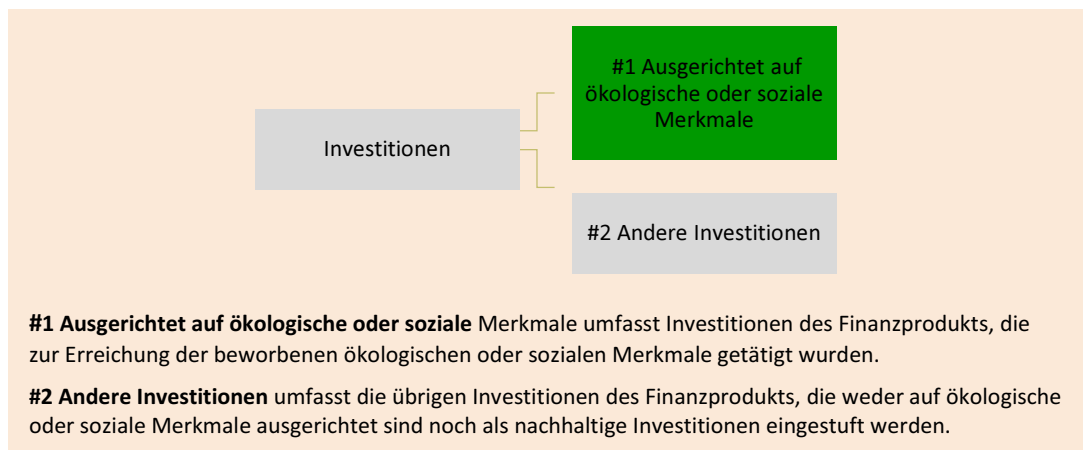 #1 Ausgerichtet auf
ökologische oder soziale
Merkmale
Investitionen
#2 Andere Investitionen
#1 Ausgerichtet auf ökologische oder soziale Merkmale umfasst Investitionen des Finanzprodukts, die
zur Erreichung der beworbenen ökologischen oder sozialen Merkmale getätigt wurden.
#2 Andere Investitionen umfasst die übrigen Investitionen des Finanzprodukts, die weder auf ökologische
oder soziale Merkmale ausgerichtet sind noch als nachhaltige Investitionen eingestuft werden.